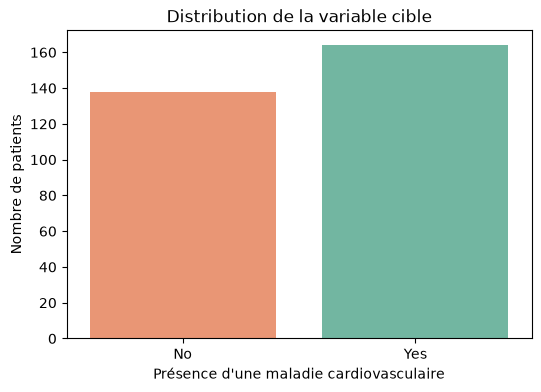 Distribution de la variable cible
Nombre de patients
160
140
120
100
80
60
40
20
0
No Yes
Présence d'une maladie cardiovasculaire